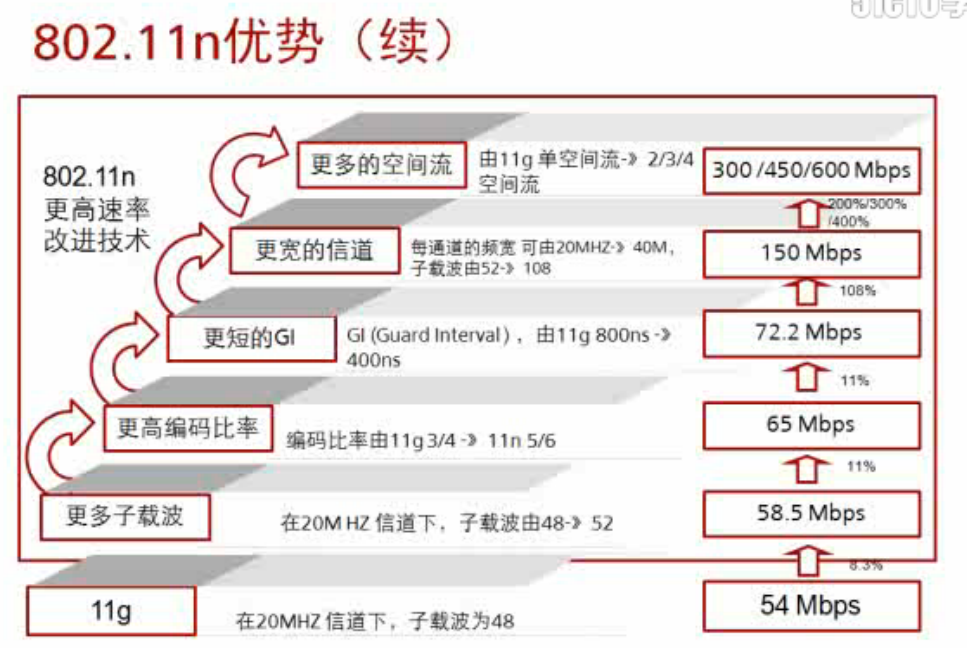 802.11n优势（续）
802.11n
更高速率
改进技术
更多的空间流
由11g 单空间流-》 2/3/4
空间流
300 /450/600 Mbps
200%/300%
/400%
更宽的信道
每通道的频宽 可由20MHZ-》 40M，
子载波由52-》 108
150 Mbps
108%
更短的GI
GI (Guard Interval) ， 由11g 800ns -》
400ns
72.2 Mbps
11%
更高编码比率
编码比率由11g 3/4 -》 11n 5/6
65 Mbps
11%
更多子载波
在20M HZ 信道下，子载波由48-》 52
58.5 Mbps
8.3%
11g
在20MHZ 信道下，子载波为48
54 Mbps